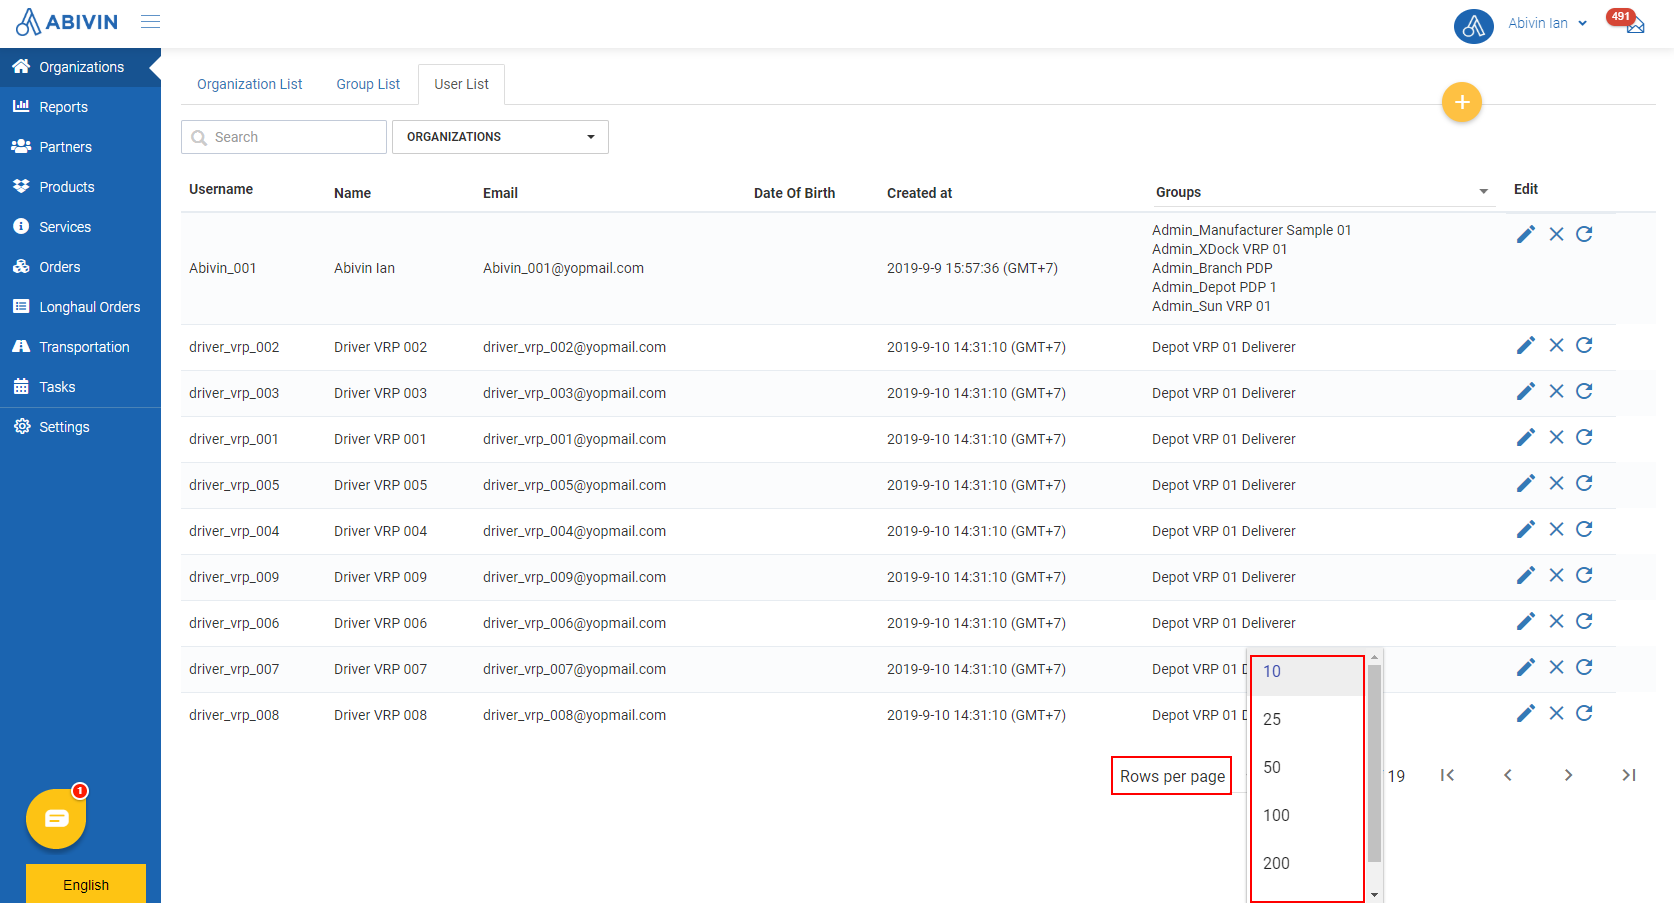 ABIVIN
Abivin Ian
491
Organizations
Reports
Partners
Products
Services
Orders
Longhaul Orders
Transportation
Tasks
Settings
1
English
Organization List Group List User List
+
Search ORGANIZATIONS
Username Name Email Date Of Birth Created at Groups Edit
Abivin_001 Abivin Ian Abivin_001@yopmail.com 2019-9-9 15:57:36 (GMT+7)
Admin_Manufacturer Sample 01
Admin_XDock VRP 01
Admin_Branch PDP
Admin_Depot PDP 1
Admin_Sun VRP 01
driver_vrp_002 Driver VRP 002 driver_vrp_002@yopmail.com 2019-9-10 14:31:10 (GMT+7) Depot VRP 01 Deliverer
driver_vrp_003 Driver VRP 003 driver_vrp_003@yopmail.com 2019-9-10 14:31:10 (GMT+7) Depot VRP 01 Deliverer
driver_vrp_001 Driver VRP 001 driver_vrp_001@yopmail.com 2019-9-10 14:31:10 (GMT+7) Depot VRP 01 Deliverer
driver_vrp_005 Driver VRP 005 driver_vrp_005@yopmail.com 2019-9-10 14:31:10 (GMT+7) Depot VRP 01 Deliverer
driver_vrp_004 Driver VRP 004 driver_vrp_004@yopmail.com 2019-9-10 14:31:10 (GMT+7) Depot VRP 01 Deliverer
driver_vrp_009 Driver VRP 009 driver_vrp_009@yopmail.com 2019-9-10 14:31:10 (GMT+7) Depot VRP 01 Deliverer
driver_vrp_006 Driver VRP 006 driver_vrp_006@yopmail.com 2019-9-10 14:31:10 (GMT+7) Depot VRP 01 Deliverer
driver_vrp_007 Driver VRP 007 driver_vrp_007@yopmail.com 2019-9-10 14:31:10 (GMT+7) Depot VRP 01
driver_vrp_008 Driver VRP 008 driver_vrp_008@yopmail.com 2019-9-10 14:31:10 (GMT+7) Depot VRP 01
Rows per page
10
25
50
100
200
19